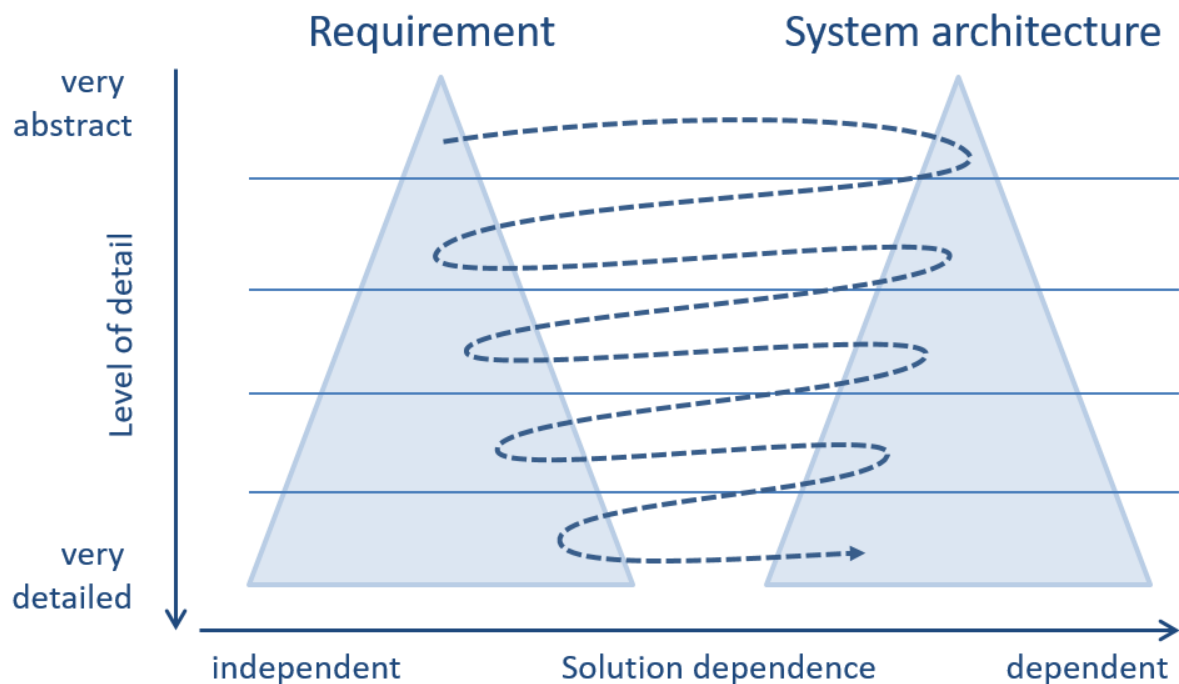 Requirement
System architecture
very
abstract
Level of detail
very
detailed
independent
Solution dependence
dependent